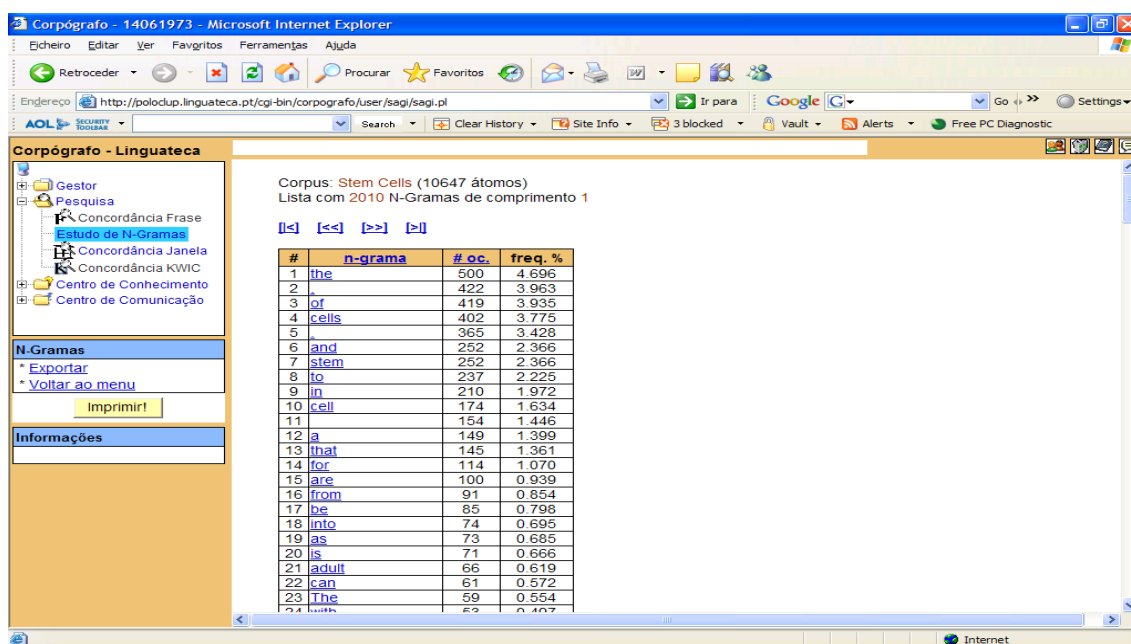 Corpógrafo - 14061973 - Microsoft Internet Explorer
Ficheiro Editar Ver Favoritos Ferramentas Ajuda
Retroceder Procurar Favoritos
Endereço http://poloclup.linguateca.pt/cgi-bin/corpografo/user/sagi/sagi.pl Ir para Google G Go Settings
AOL SECURITY TOOLBAR Search Clear History Site Info 3 blocked Vault Alerts Free PC Diagnostic
Corpógrafo - Linguateca
Gestor
Pesquisa
Concordância Frase
Estudo de N-Gramas
Concordância Janela
Concordância KWIC
Centro de Conhecimento
Centro de Comunicação
N-Gramas
* Exportar
* Voltar ao menu
Imprimir!
Informações
Corpus: Stem Cells (10647 átomos)
Lista com 2010 N-Gramas de comprimento 1
[|<] [<<] [>>] [>|]
# n-grama # oc. freq. %
1 the 500 4.696
2 422 3.963
3 of 419 3.935
4 cells 402 3.775
5 365 3.428
6 and 252 2.366
7 stem 252 2.366
8 to 237 2.225
9 in 210 1.972
10 cell 174 1.634
11 154 1.446
12 a 149 1.399
13 that 145 1.361
14 for 114 1.070
15 are 100 0.939
16 from 91 0.854
17 be 85 0.798
18 into 74 0.695
19 as 73 0.685
20 is 71 0.666
21 adult 66 0.619
22 can 61 0.572
23 The 59 0.554
24 with 53 0.497
Internet